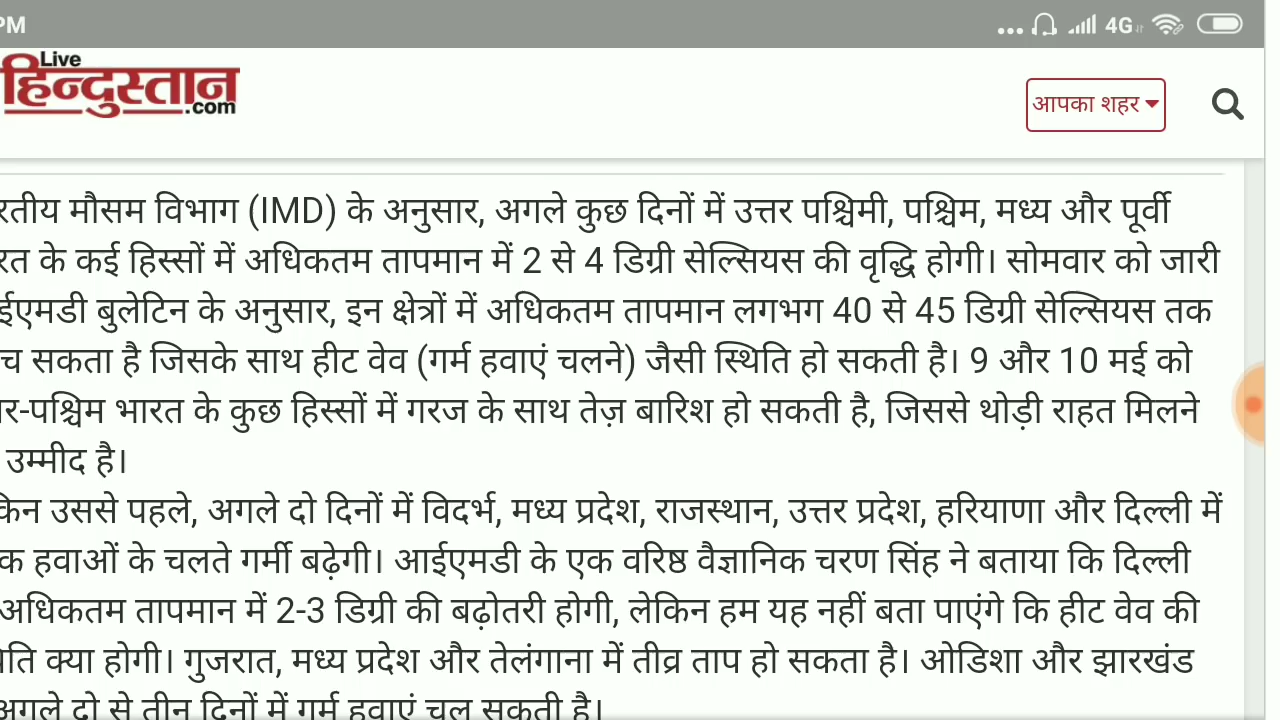 PM
4G
Live
हिन्दुस्तान
.com
आपका शहर
रतीय मौसम विभाग (IMD) के अनुसार, अगले कुछ दिनों में उत्तर पश्चिमी, पश्चिम, मध्य और पूर्वी
रत के कई हिस्सों में अधिकतम तापमान में 2 से 4 डिग्री सेल्सियस की वृद्धि होगी। सोमवार को जारी
ईएमडी बुलेटिन के अनुसार, इन क्षेत्रों में अधिकतम तापमान लगभग 40 से 45 डिग्री सेल्सियस तक
च सकता है जिसके साथ हीट वेव (गर्म हवाएं चलने) जैसी स्थिति हो सकती है। 9 और 10 मई को
र-पश्चिम भारत के कुछ हिस्सों में गरज के साथ तेज़ बारिश हो सकती है, जिससे थोड़ी राहत मिलने
उम्मीद है।
किन उससे पहले, अगले दो दिनों में विदर्भ, मध्य प्रदेश, राजस्थान, उत्तर प्रदेश, हरियाणा और दिल्ली में
क हवाओं के चलते गर्मी बढ़ेगी। आईएमडी के एक वरिष्ठ वैज्ञानिक चरण सिंह ने बताया कि दिल्ली
अधिकतम तापमान में 2-3 डिग्री की बढ़ोतरी होगी, लेकिन हम यह नहीं बता पाएंगे कि हीट वेव की
ति क्या होगी। गुजरात, मध्य प्रदेश और तेलंगाना में तीव्र ताप हो सकता है। ओडिशा और झारखंड
अगले दो से तीन दिनों में गर्म हवाएं चल सकती है।